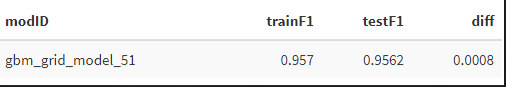 modID trainF1 testF1 diff
gbm_grid_model_51 0.957 0.9562 0.0008